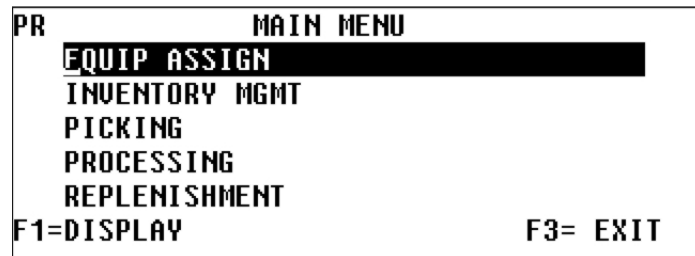 PR MAIN MENU
EQUIP ASSIGN
INVENTORY MGMT
PICKING
PROCESSING
REPLENISHMENT
F1=DISPLAY F3= EXIT